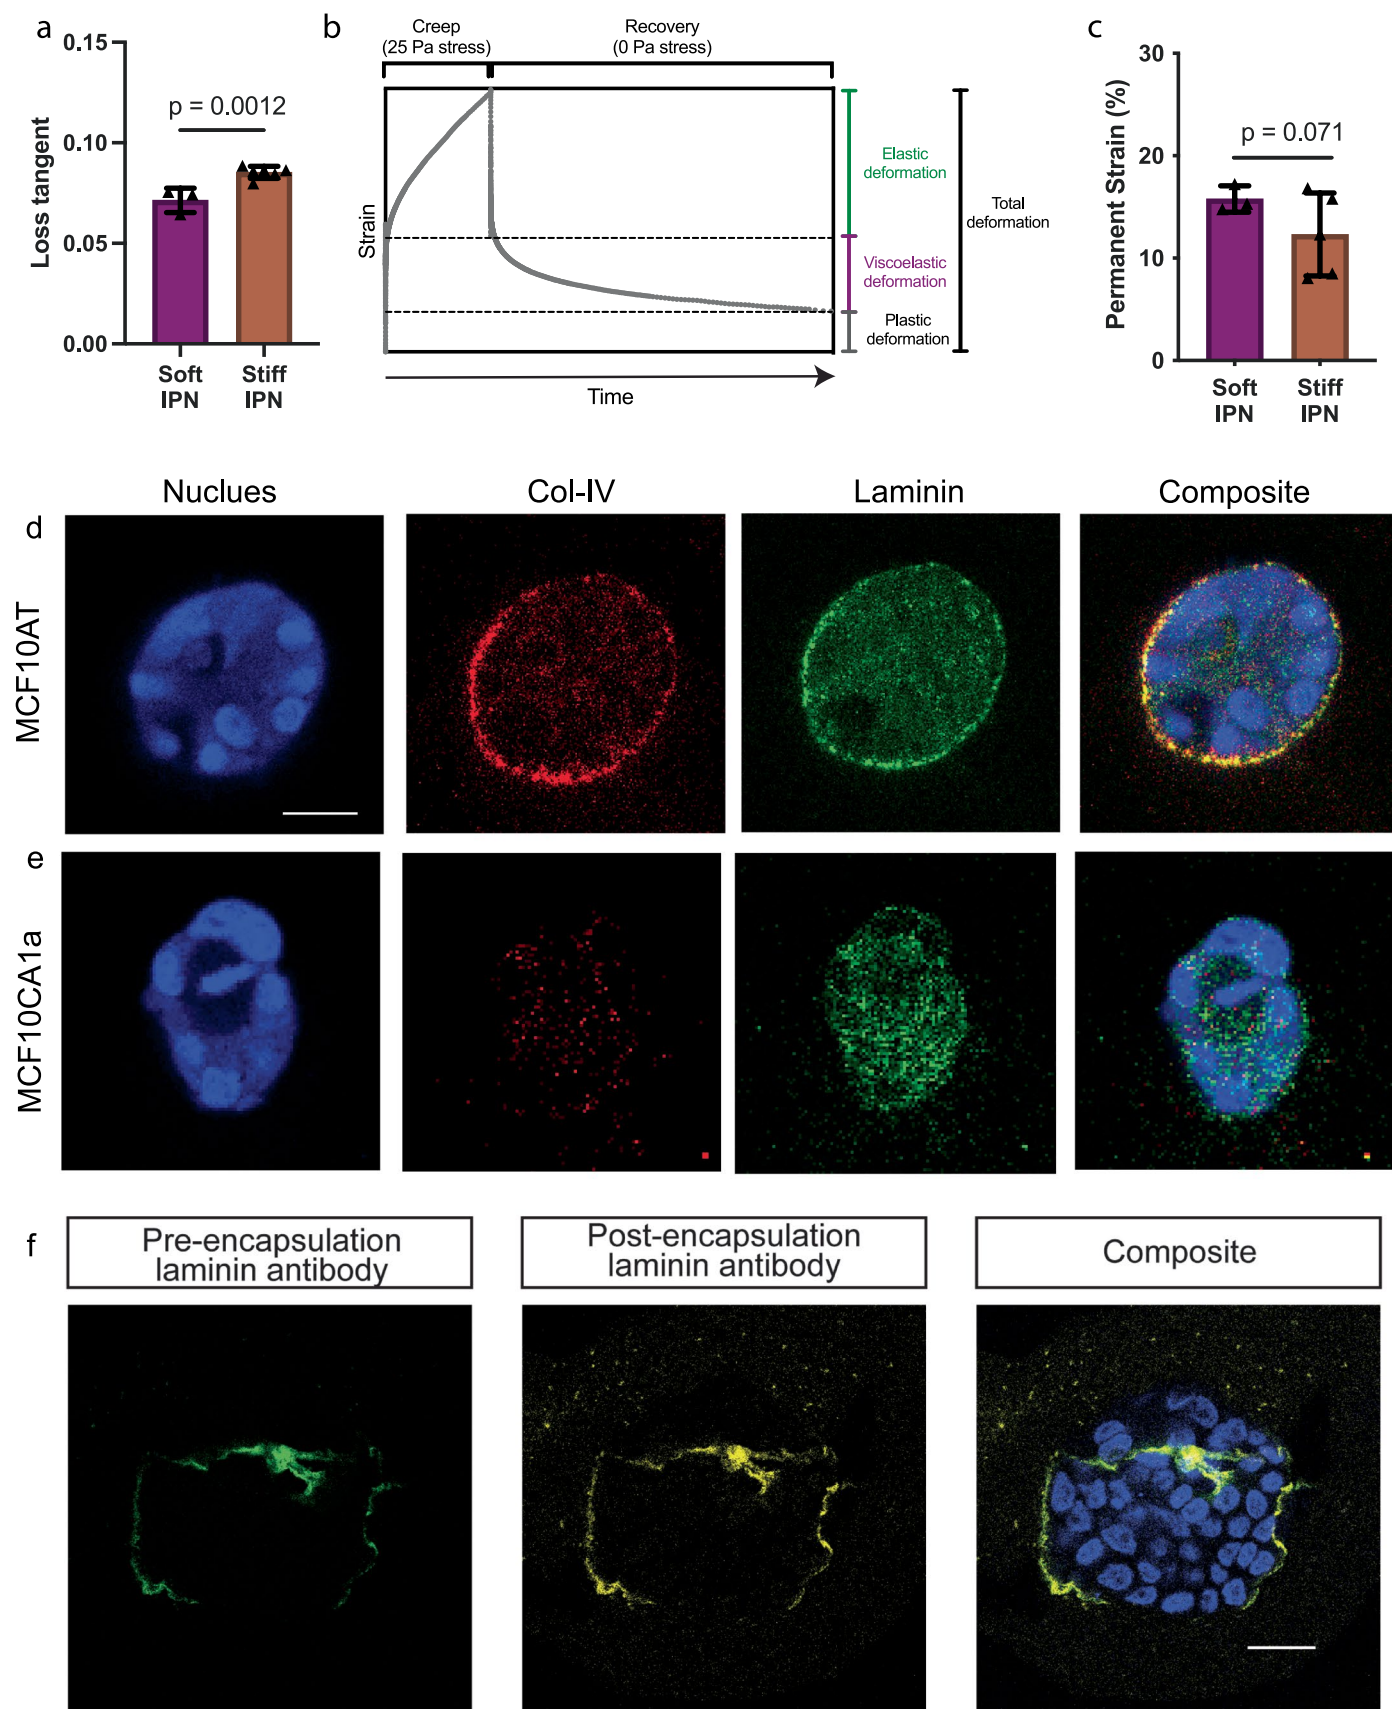 a
0.15
0.10
0.05
0.00
Loss tangent
p = 0.0012
Soft
IPN
Stiff
IPN
b
Creep
(25 Pa stress)
Recovery
(0 Pa stress)
Strain
Time
Elastic
deformation
Viscoelastic
deformation
Plastic
deformation
Total
deformation
c
30
20
10
0
Permanent Strain (%)
p = 0.071
Soft
IPN
Stiff
IPN
Nuclues
Col-IV
Laminin
Composite
d
MCF10AT
e
MCF10CA1a
f
Pre-encapsulation
laminin antibody
Post-encapsulation
laminin antibody
Composite